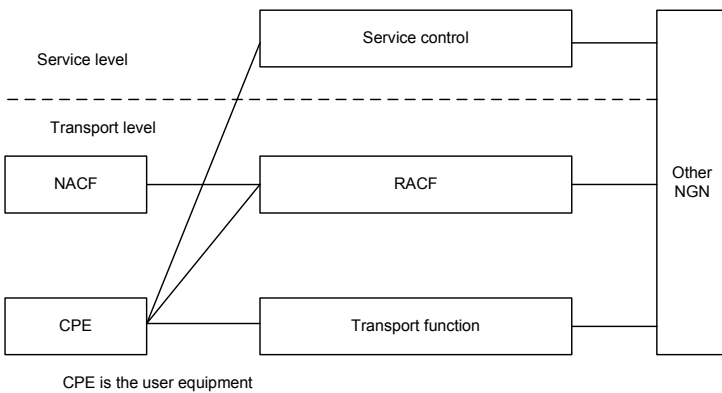 Service control
Service level
Transport level
NACF
RACF
Other
NGN
CPE
Transport function
CPE is the user equipment